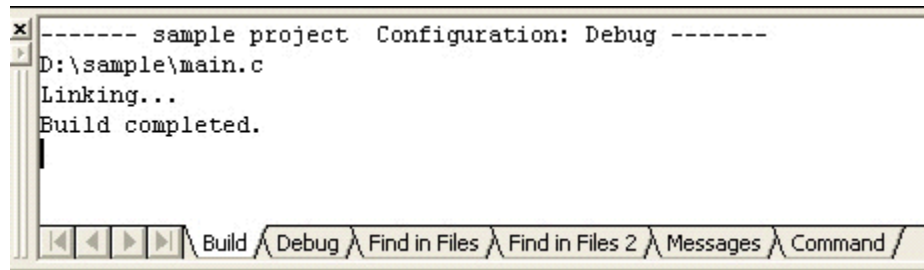 ------- sample project  Configuration: Debug -------
D:\sample\main.c
Linking...
Build completed.
Build Debug Find in Files Find in Files 2 Messages Command